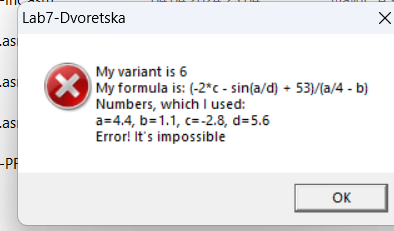 Lab7-Dvoretska
.asm
My variant is 6
My formula is: (-2*c - sin(a/d) + 53)/(a/4 - b)
Numbers, which I used:
a=4.4, b=1.1, c=-2.8, d=5.6
Error! It's impossible
OK